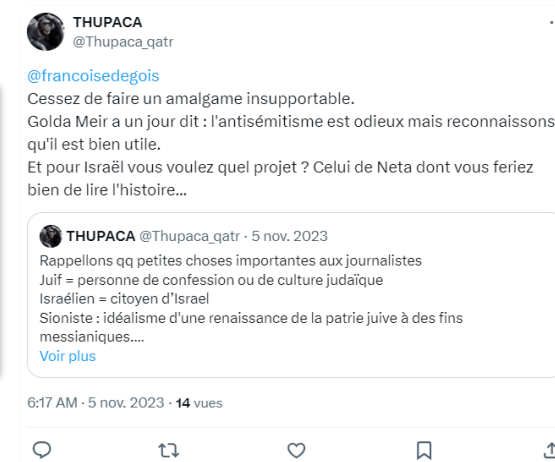 THUPACA
@Thupaca_qatr
@francoisedegois
Cessez de faire un amalgame insupportable.
Golda Meir a un jour dit : l'antisémitisme est odieux mais reconnaissons
qu'il est bien utile.
Et pour Israël vous voulez quel projet ? Celui de Neta dont vous feriez
bien de lire l'histoire...
THUPACA @Thupaca_qatr · 5 nov. 2023
Rappellons qq petites choses importantes aux journalistes
Juif = personne de confession ou de culture judaïque
Israélien = citoyen d'Israel
Sioniste : idéalisme d'une renaissance de la patrie juive à des fins
messianiques....
Voir plus
6:17 AM · 5 nov. 2023 · 14 vues